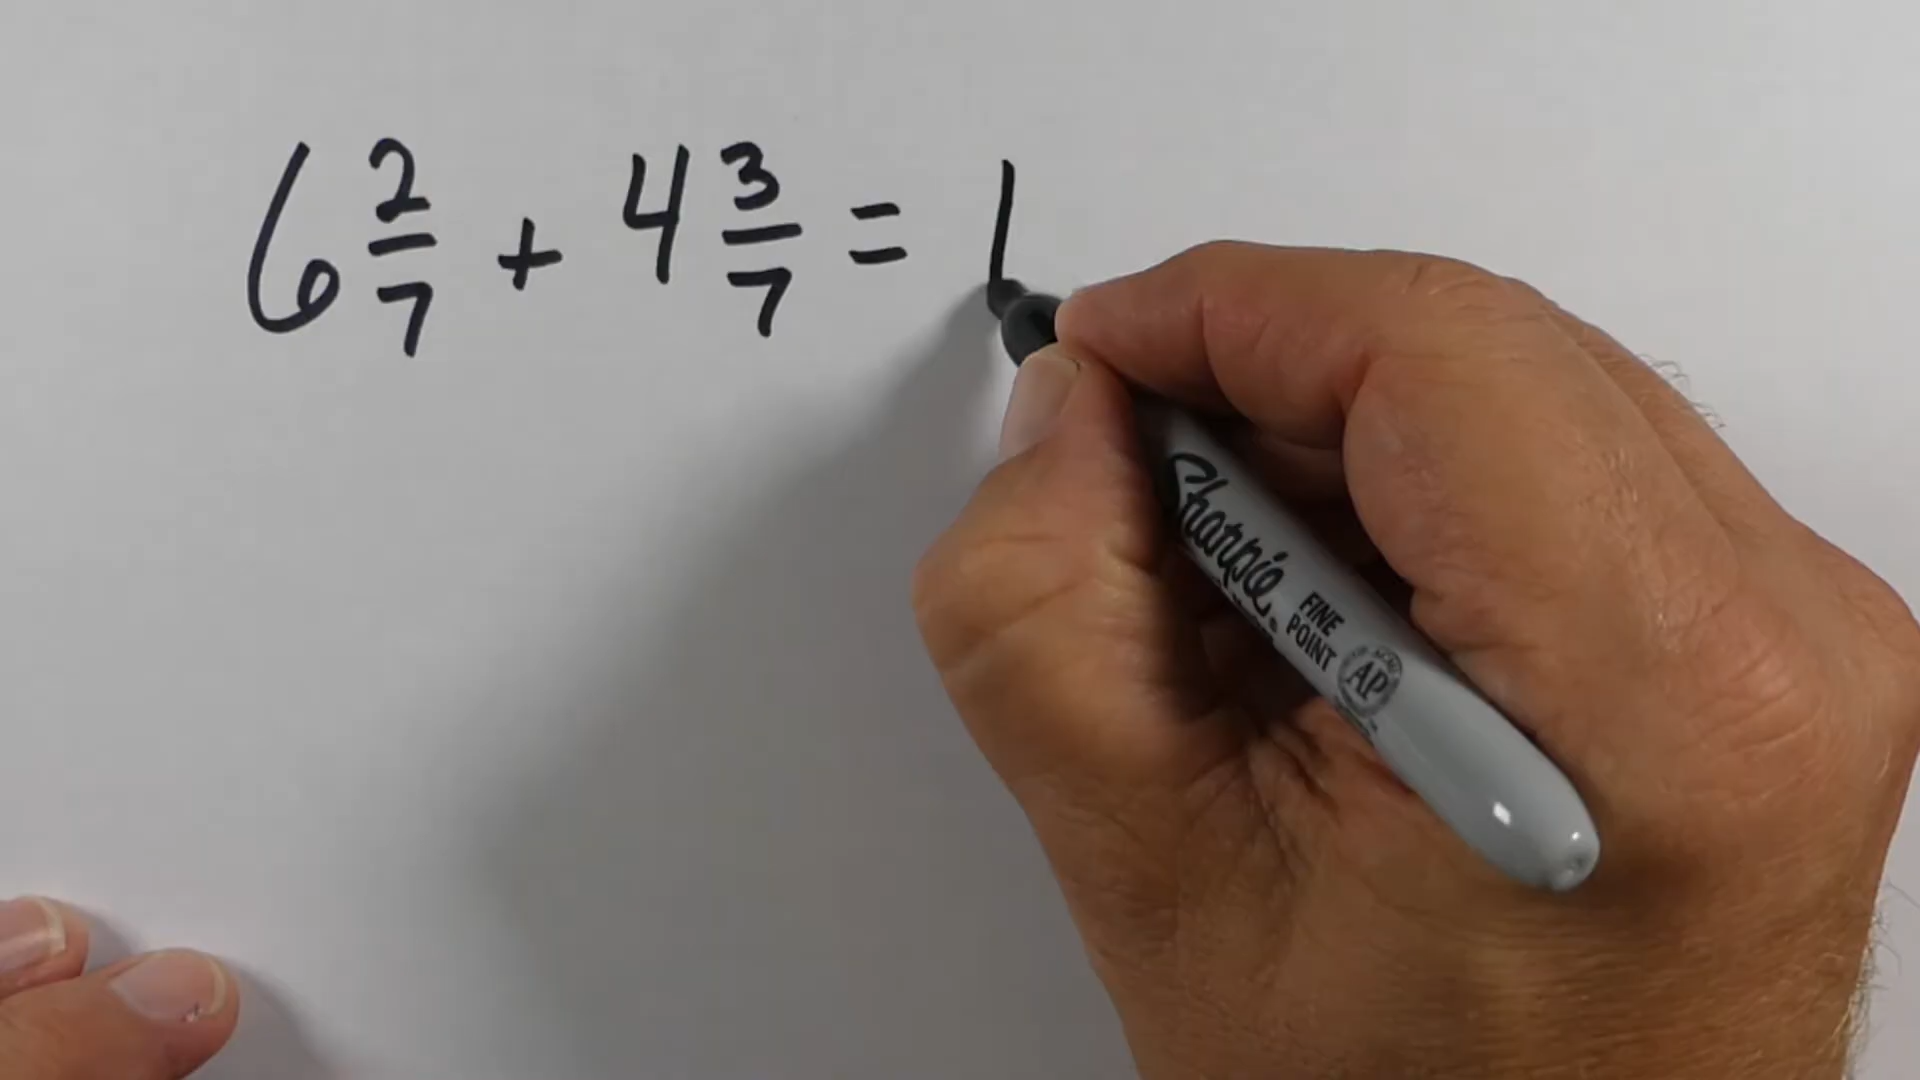 6 2/7 + 4 3/7 = 1
Sharpie.
FINE
POINT
AP